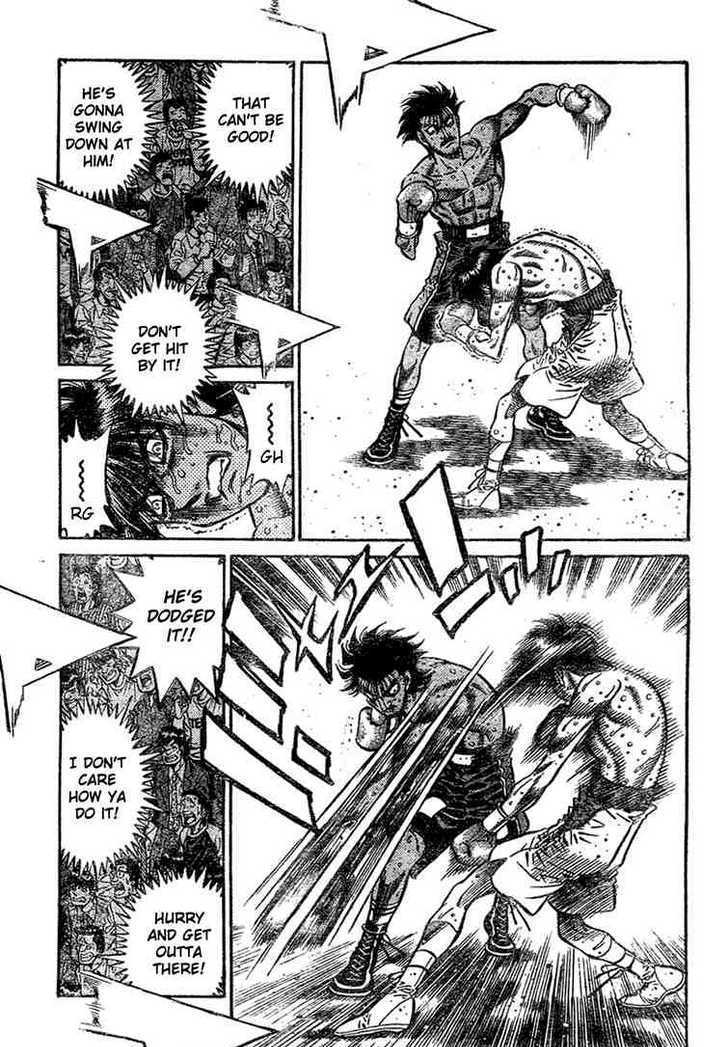 THAT
CAN'T BE
GOOD!
HE'S
GONNA
SWING
DOWN AT
HIM!
DON'T
GET HIT
BY IT!
GH
RG
HE'S
DODGED
IT!!
I DON'T
CARE
HOW YA
DO IT!
HURRY
AND GET
OUTTA
THERE!